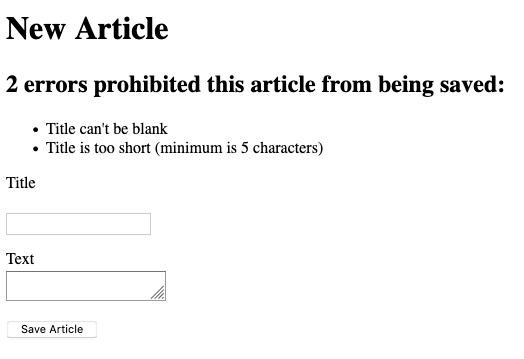 New Article
2 errors prohibited this article from being saved:
• Title can't be blank
• Title is too short (minimum is 5 characters)
Title
Text
Save Article